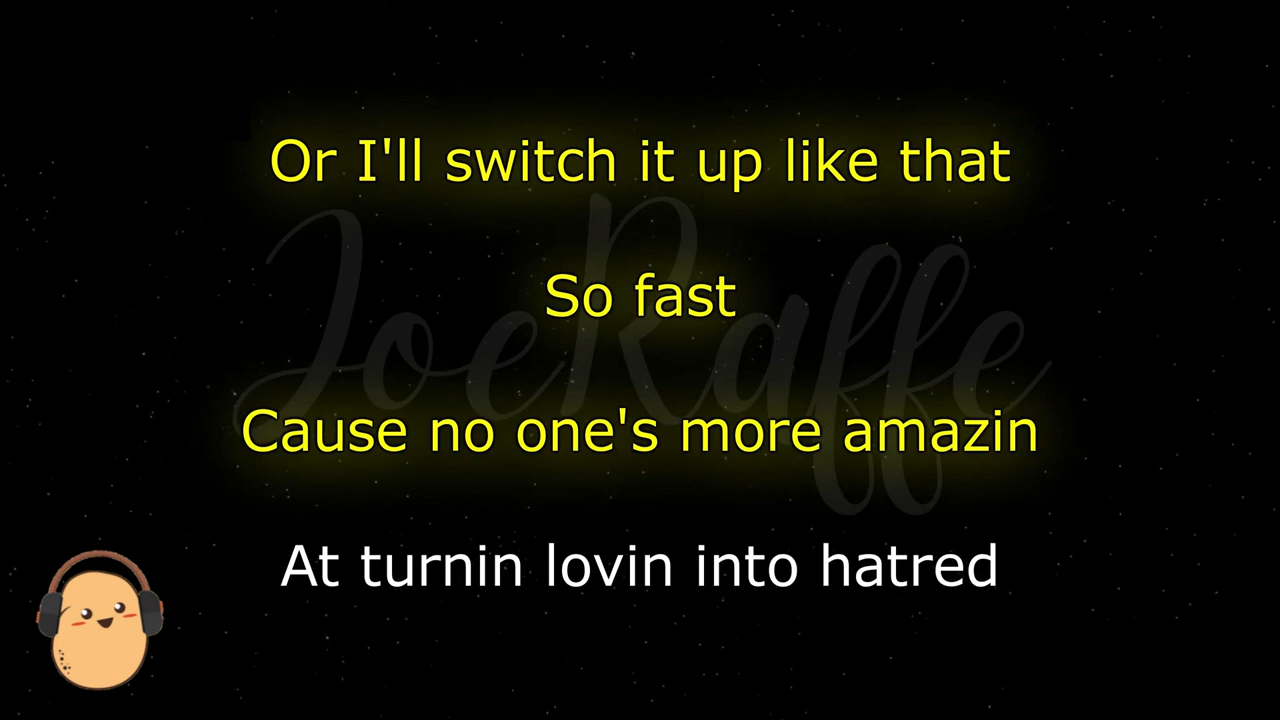 Or I'll switch it up like that
So fast
JoeRaffe
Cause no one's more amazin
At turnin lovin into hatred